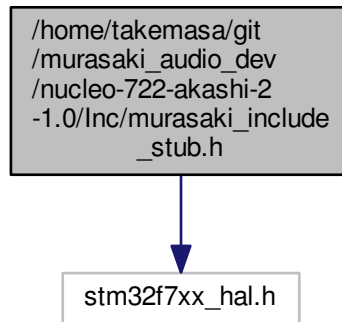 /home/takemasa/git
/murasaki_audio_dev
/nucleo-722-akashi-2
-1.0/Inc/murasaki_include
_stub.h
stm32f7xx_hal.h